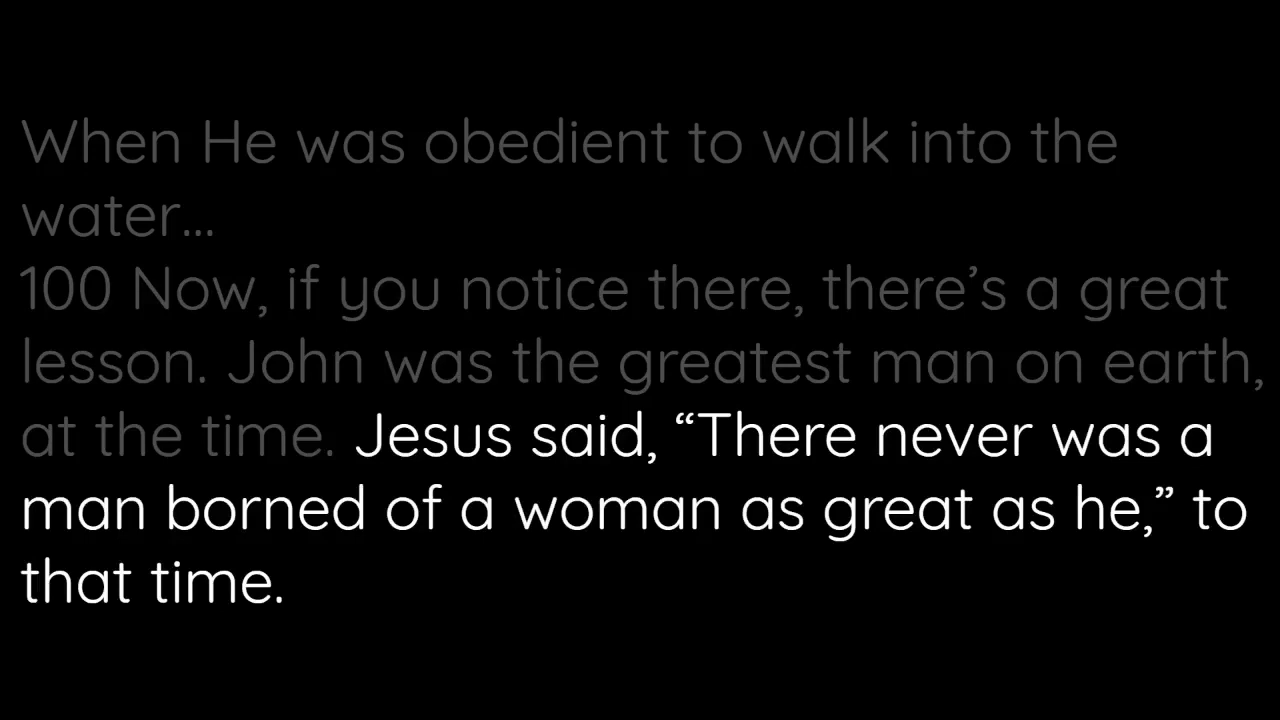 When He was obedient to walk into the
water...
100 Now, if you notice there, there’s a great
lesson. John was the greatest man on earth,
at the time. Jesus said, “There never was a
man borned of a woman as great as he,” to
that time.